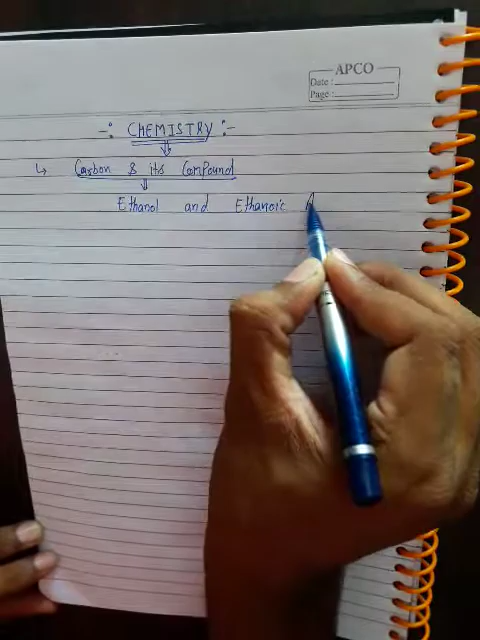 APCO
Date :
Page :
-: CHEMISTRY :-
↳ Carbon & its Compound
Ethanol and Ethanoic A